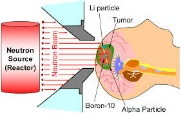 Li particle
Tumor
Neutron
Source
(Reactor)
Neutron Beam
Boron-10
Alpha Particle